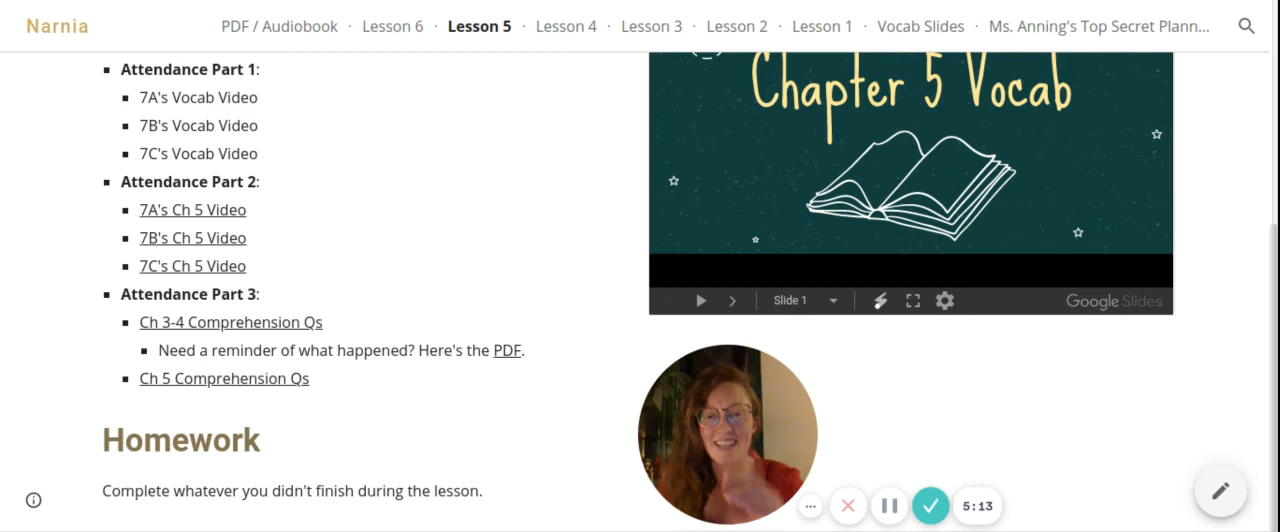 Narnia
PDF / Audiobook · Lesson 6 · Lesson 5 · Lesson 4 · Lesson 3 · Lesson 2 · Lesson 1 · Vocab Slides · Ms. Anning's Top Secret Plann...
Attendance Part 1:
7A's Vocab Video
7B's Vocab Video
7C's Vocab Video
Attendance Part 2:
7A's Ch 5 Video
7B's Ch 5 Video
7C's Ch 5 Video
Attendance Part 3:
Ch 3-4 Comprehension Qs
Need a reminder of what happened? Here's the PDF.
Ch 5 Comprehension Qs
Homework
Complete whatever you didn't finish during the lesson.
Chapter 5 Vocab
Slide 1
Google Slides
5:13